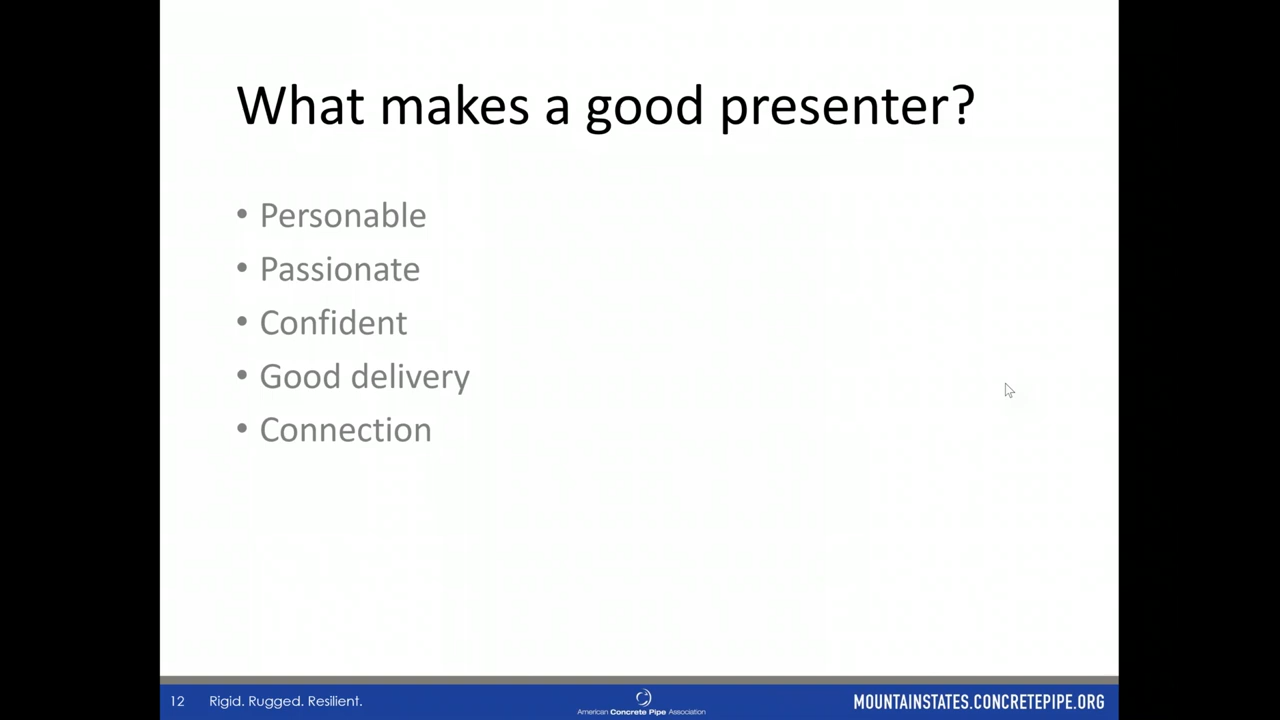 What makes a good presenter?
• Personable
• Passionate
• Confident
• Good delivery
• Connection
12 Rigid. Rugged. Resilient.
American Concrete Pipe Association
MOUNTAINSTATES.CONCRETEPIPE.ORG